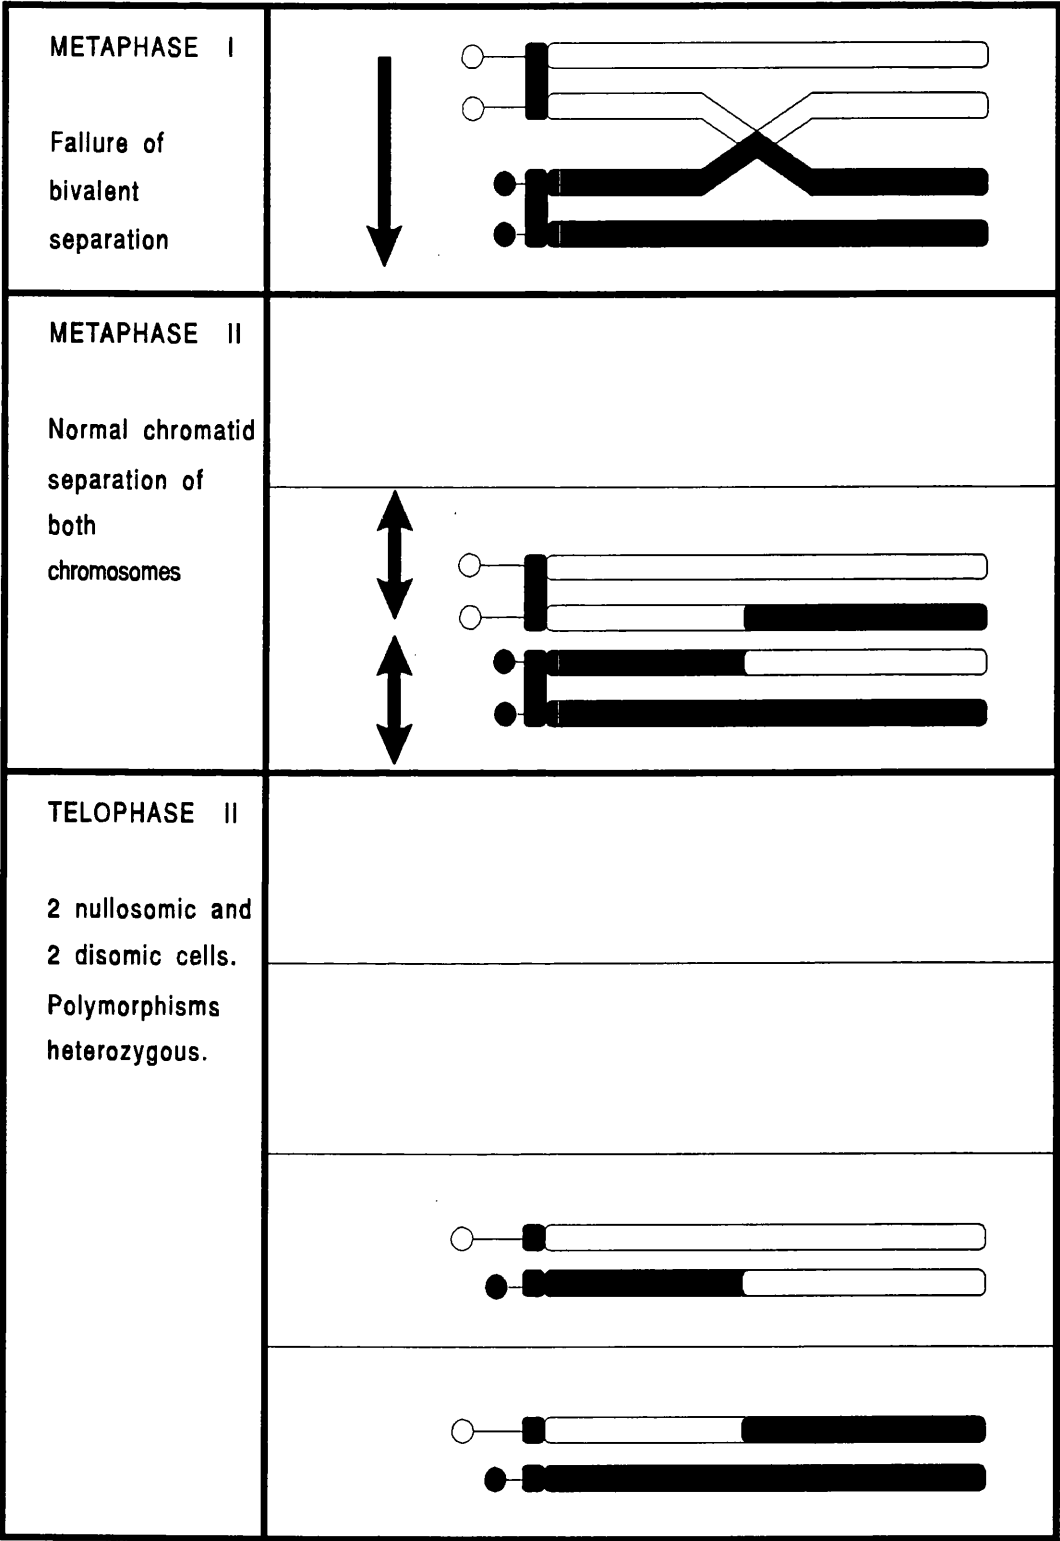 METAPHASE I
Failure of
bivalent
separation
METAPHASE II
Normal chromatid
separation of
both
chromosomes
TELOPHASE II
2 nullosomic and
2 disomic cells.
Polymorphisms
heterozygous.